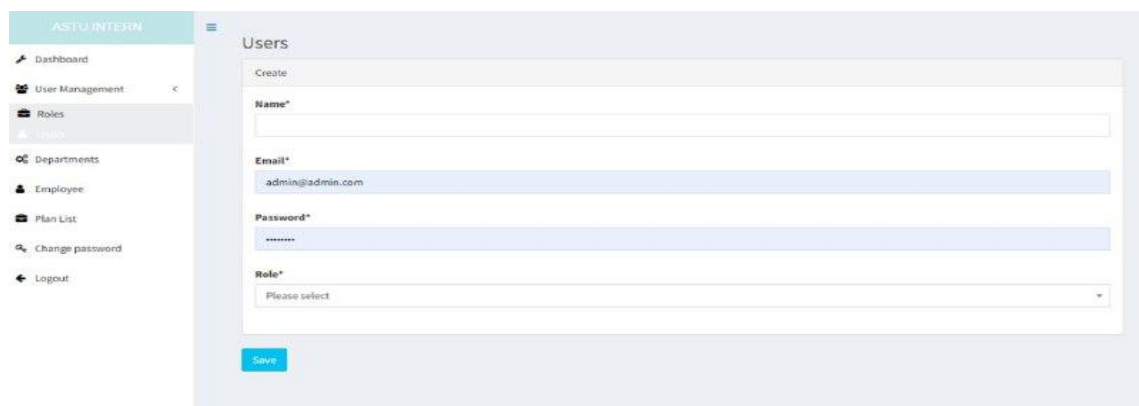 ASTU INTERN
Dashboard
User Management
Roles
Users
Departments
Employee
Plan List
Change password
Logout
Users
Create
Name*
Email*
admin@admin.com
Password*
••••••••
Role*
Please select
Save